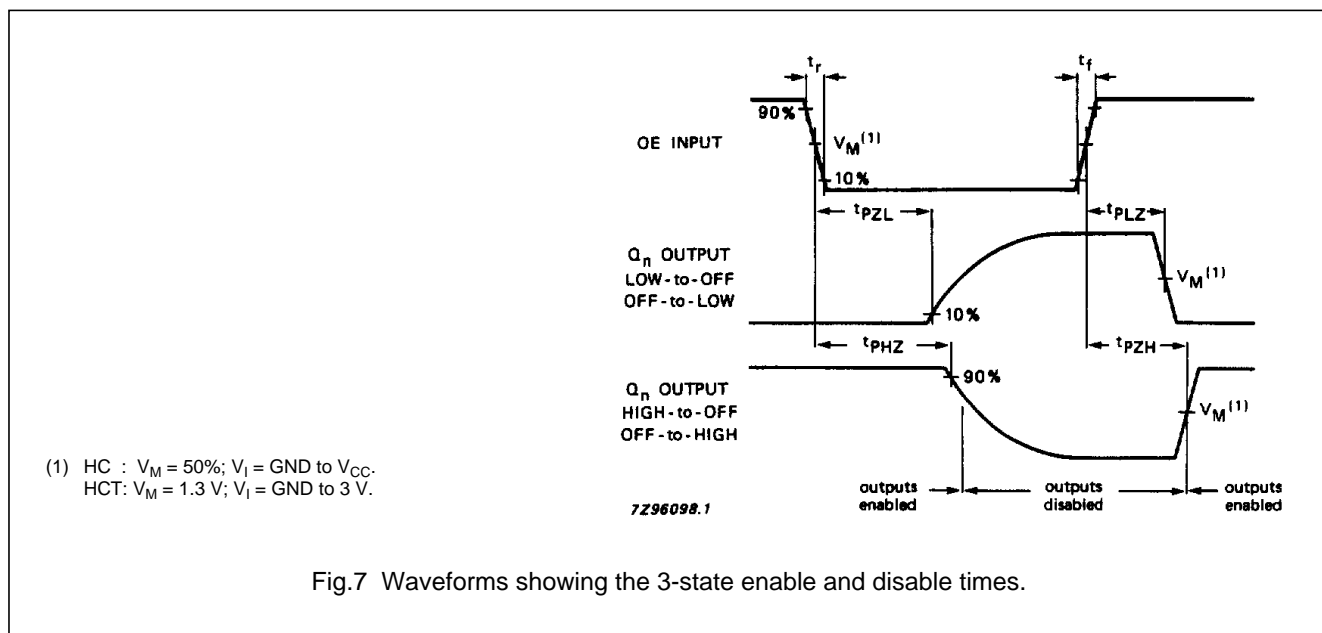 t_r
t_f
90%
OE INPUT
V_M(1)
10%
t_PZL
t_PLZ
Q_n OUTPUT
LOW-to-OFF
OFF-to-LOW
V_M(1)
10%
t_PHZ
t_PZH
90%
Q_n OUTPUT
HIGH-to-OFF
OFF-to-HIGH
V_M(1)
(1) HC : V_M = 50%; V_I = GND to V_CC.
HCT: V_M = 1.3 V; V_I = GND to 3 V.
outputs enabled
outputs disabled
outputs enabled
7Z96098.1
Fig.7 Waveforms showing the 3-state enable and disable times.